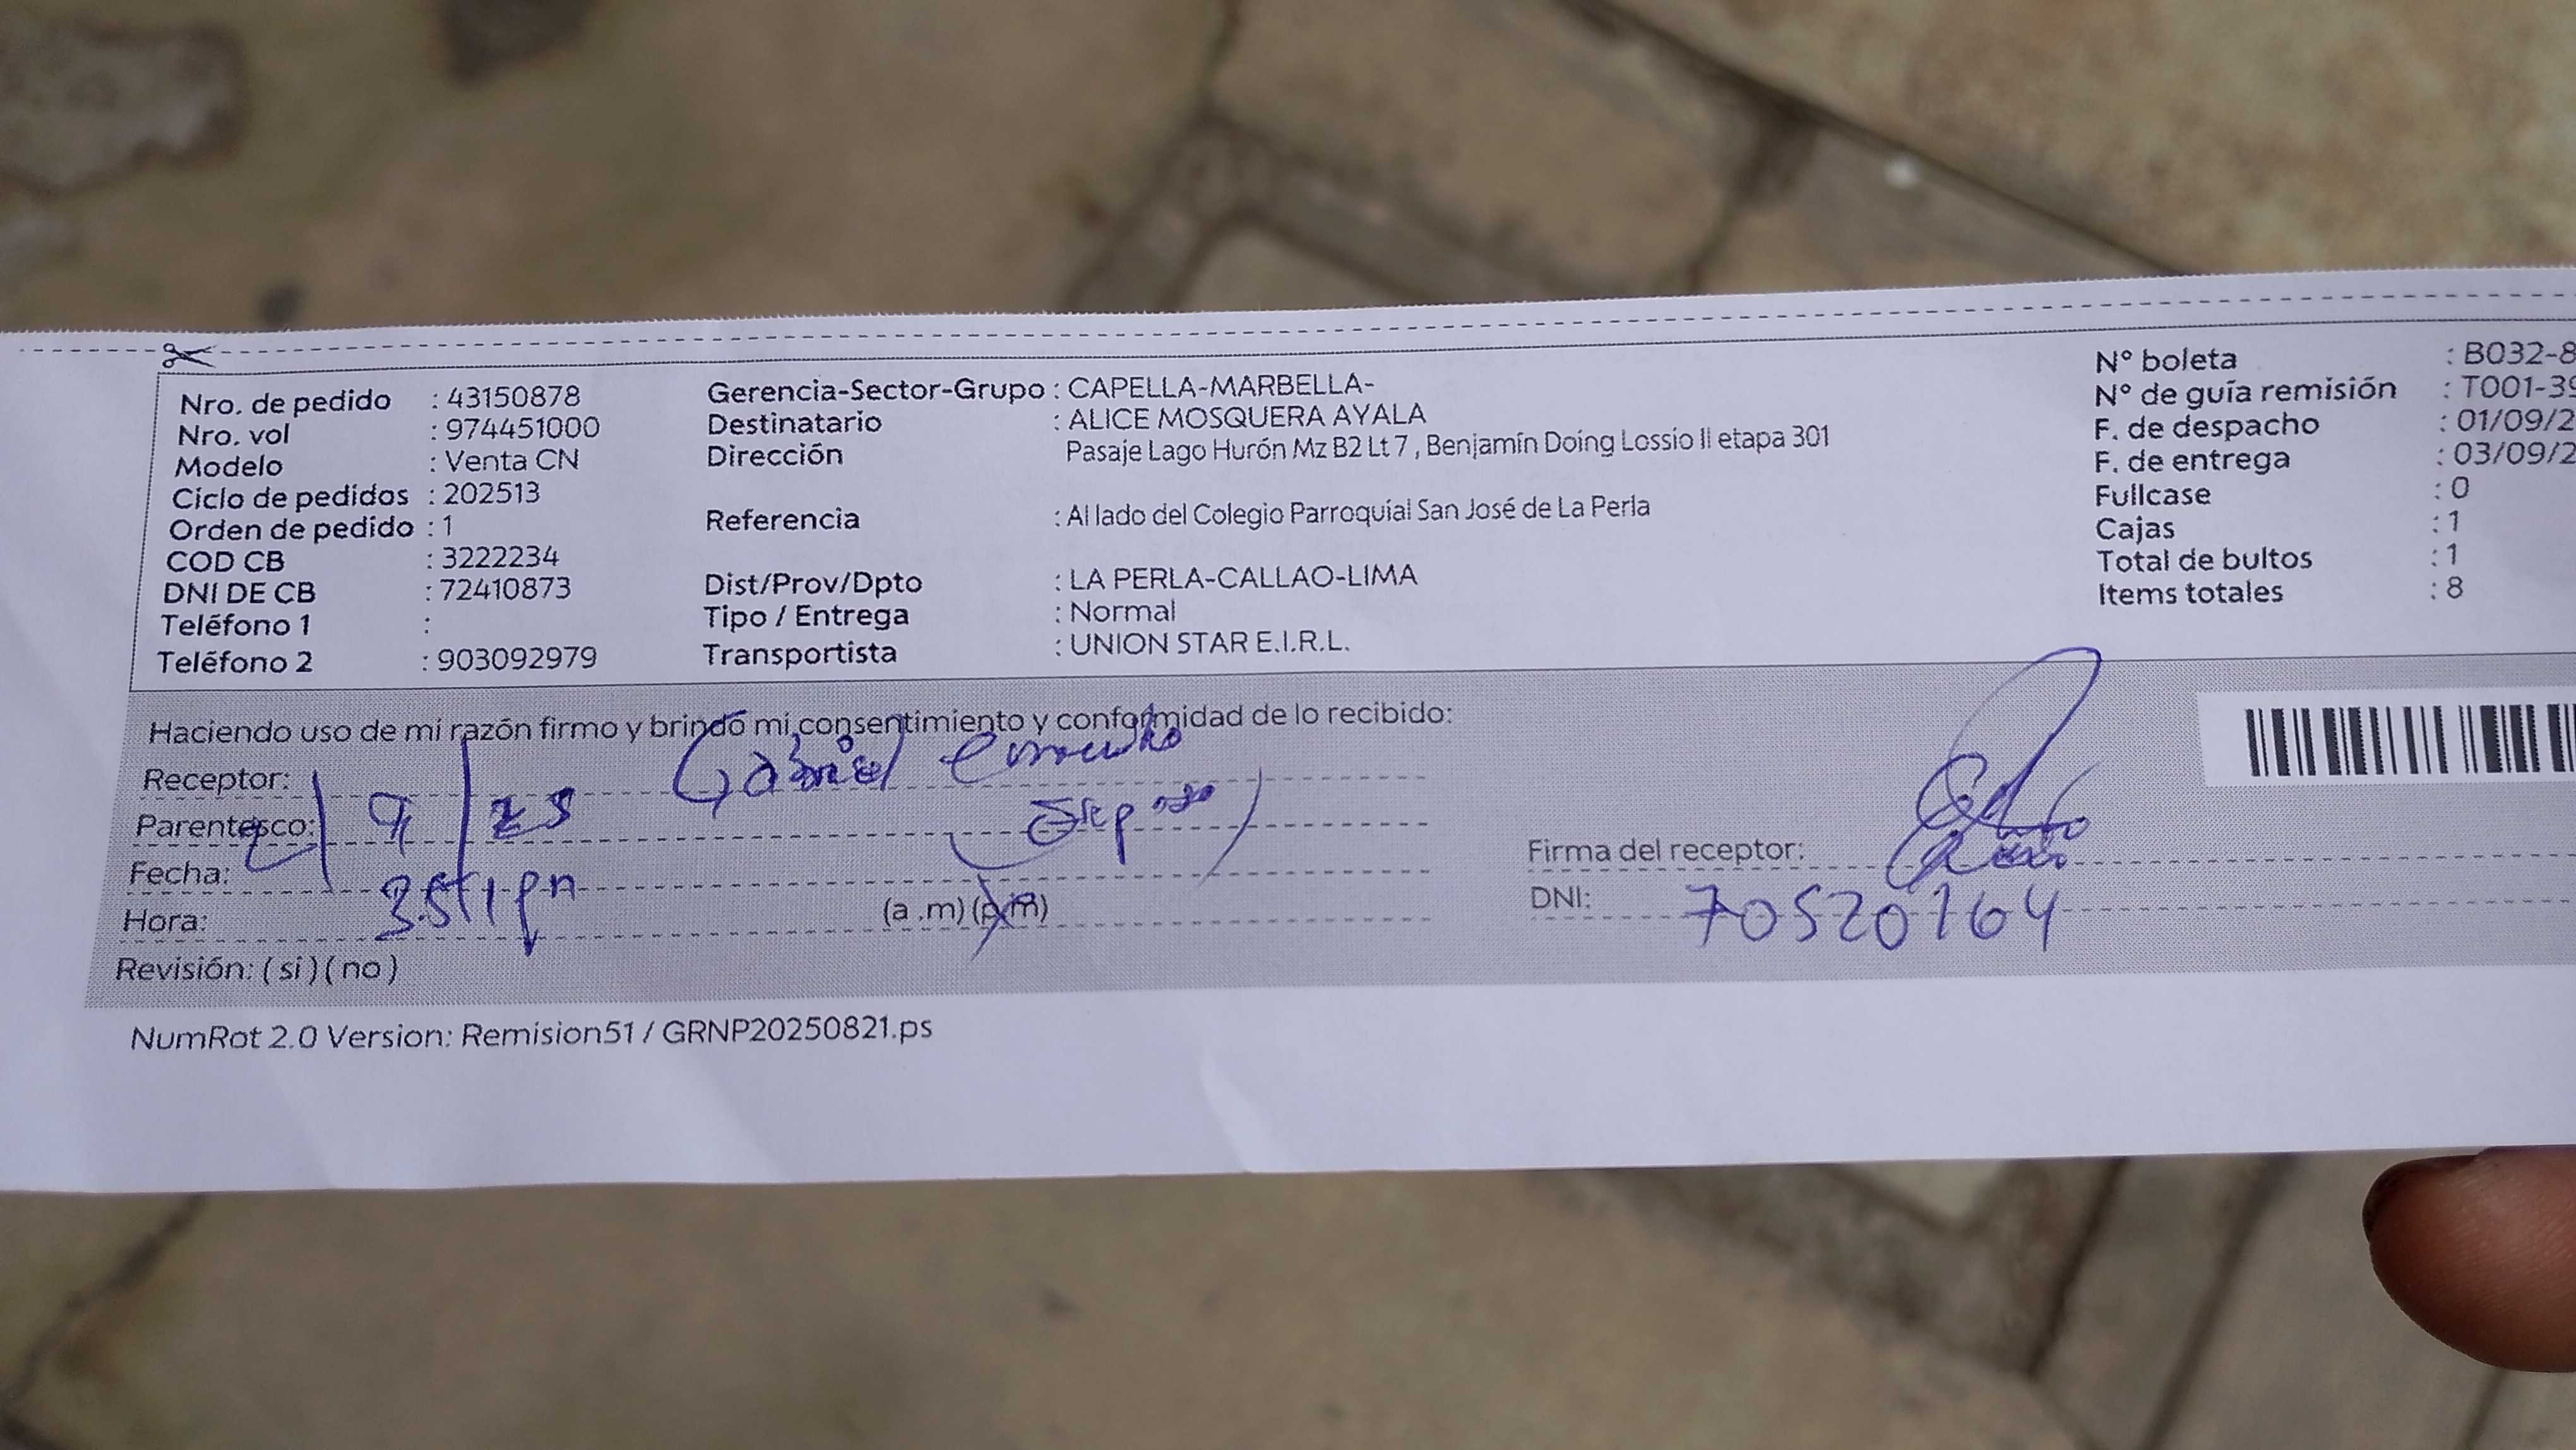 Nro. de pedido : 43150878
Nro. vol : 974451000
Modelo : Venta CN
Ciclo de pedidos : 202513
Orden de pedido : 1
COD CB : 3222234
DNI DE CB : 72410873
Teléfono 1 :
Teléfono 2 : 903092979
Gerencia-Sector-Grupo : CAPELLA-MARBELLA-
Destinatario : ALICE MOSQUERA AYALA
Dirección Pasaje Lago Hurón Mz B2 Lt 7 , Benjamín Doing Lossio II etapa 301
Referencia : Al lado del Colegio Parroquial San José de La Perla
Dist/Prov/Dpto : LA PERLA-CALLAO-LIMA
Tipo / Entrega : Normal
Transportista : UNION STAR E.I.R.L.
N° boleta : B032-8
N° de guía remisión : T001-39
F. de despacho : 01/09/2
F. de entrega : 03/09/2
Fullcase : 0
Cajas : 1
Total de bultos : 1
Items totales : 8
Haciendo uso de mi razón firmo y brindo mi consentimiento y conformidad de lo recibido:
Receptor: Gabriel
Parentesco:
Fecha:
Hora: (a .m) (p.m)
Revisión: ( si ) ( no )
Firma del receptor:
DNI: 70520164
NumRot 2.0 Version: Remision51 / GRNP20250821.ps